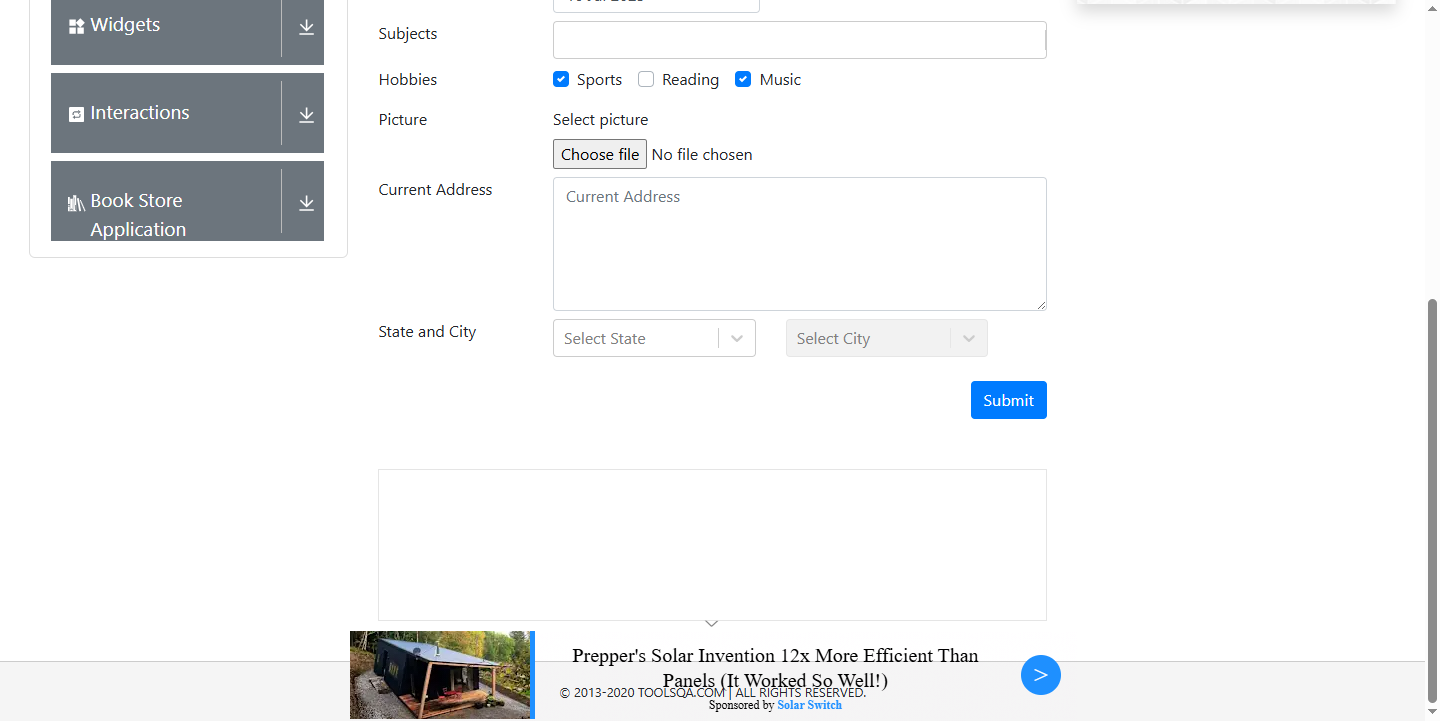 Widgets
Interactions
Book Store
Application
Subjects
Hobbies
Sports
Reading
Music
Picture
Select picture
Choose file No file chosen
Current Address
Current Address
State and City
Select State
Select City
Submit
Prepper's Solar Invention 12x More Efficient Than
Panels (It Worked So Well!)
>
© 2013-2020 TOOLSQA.COM | ALL RIGHTS RESERVED.
Sponsored by Solar Switch